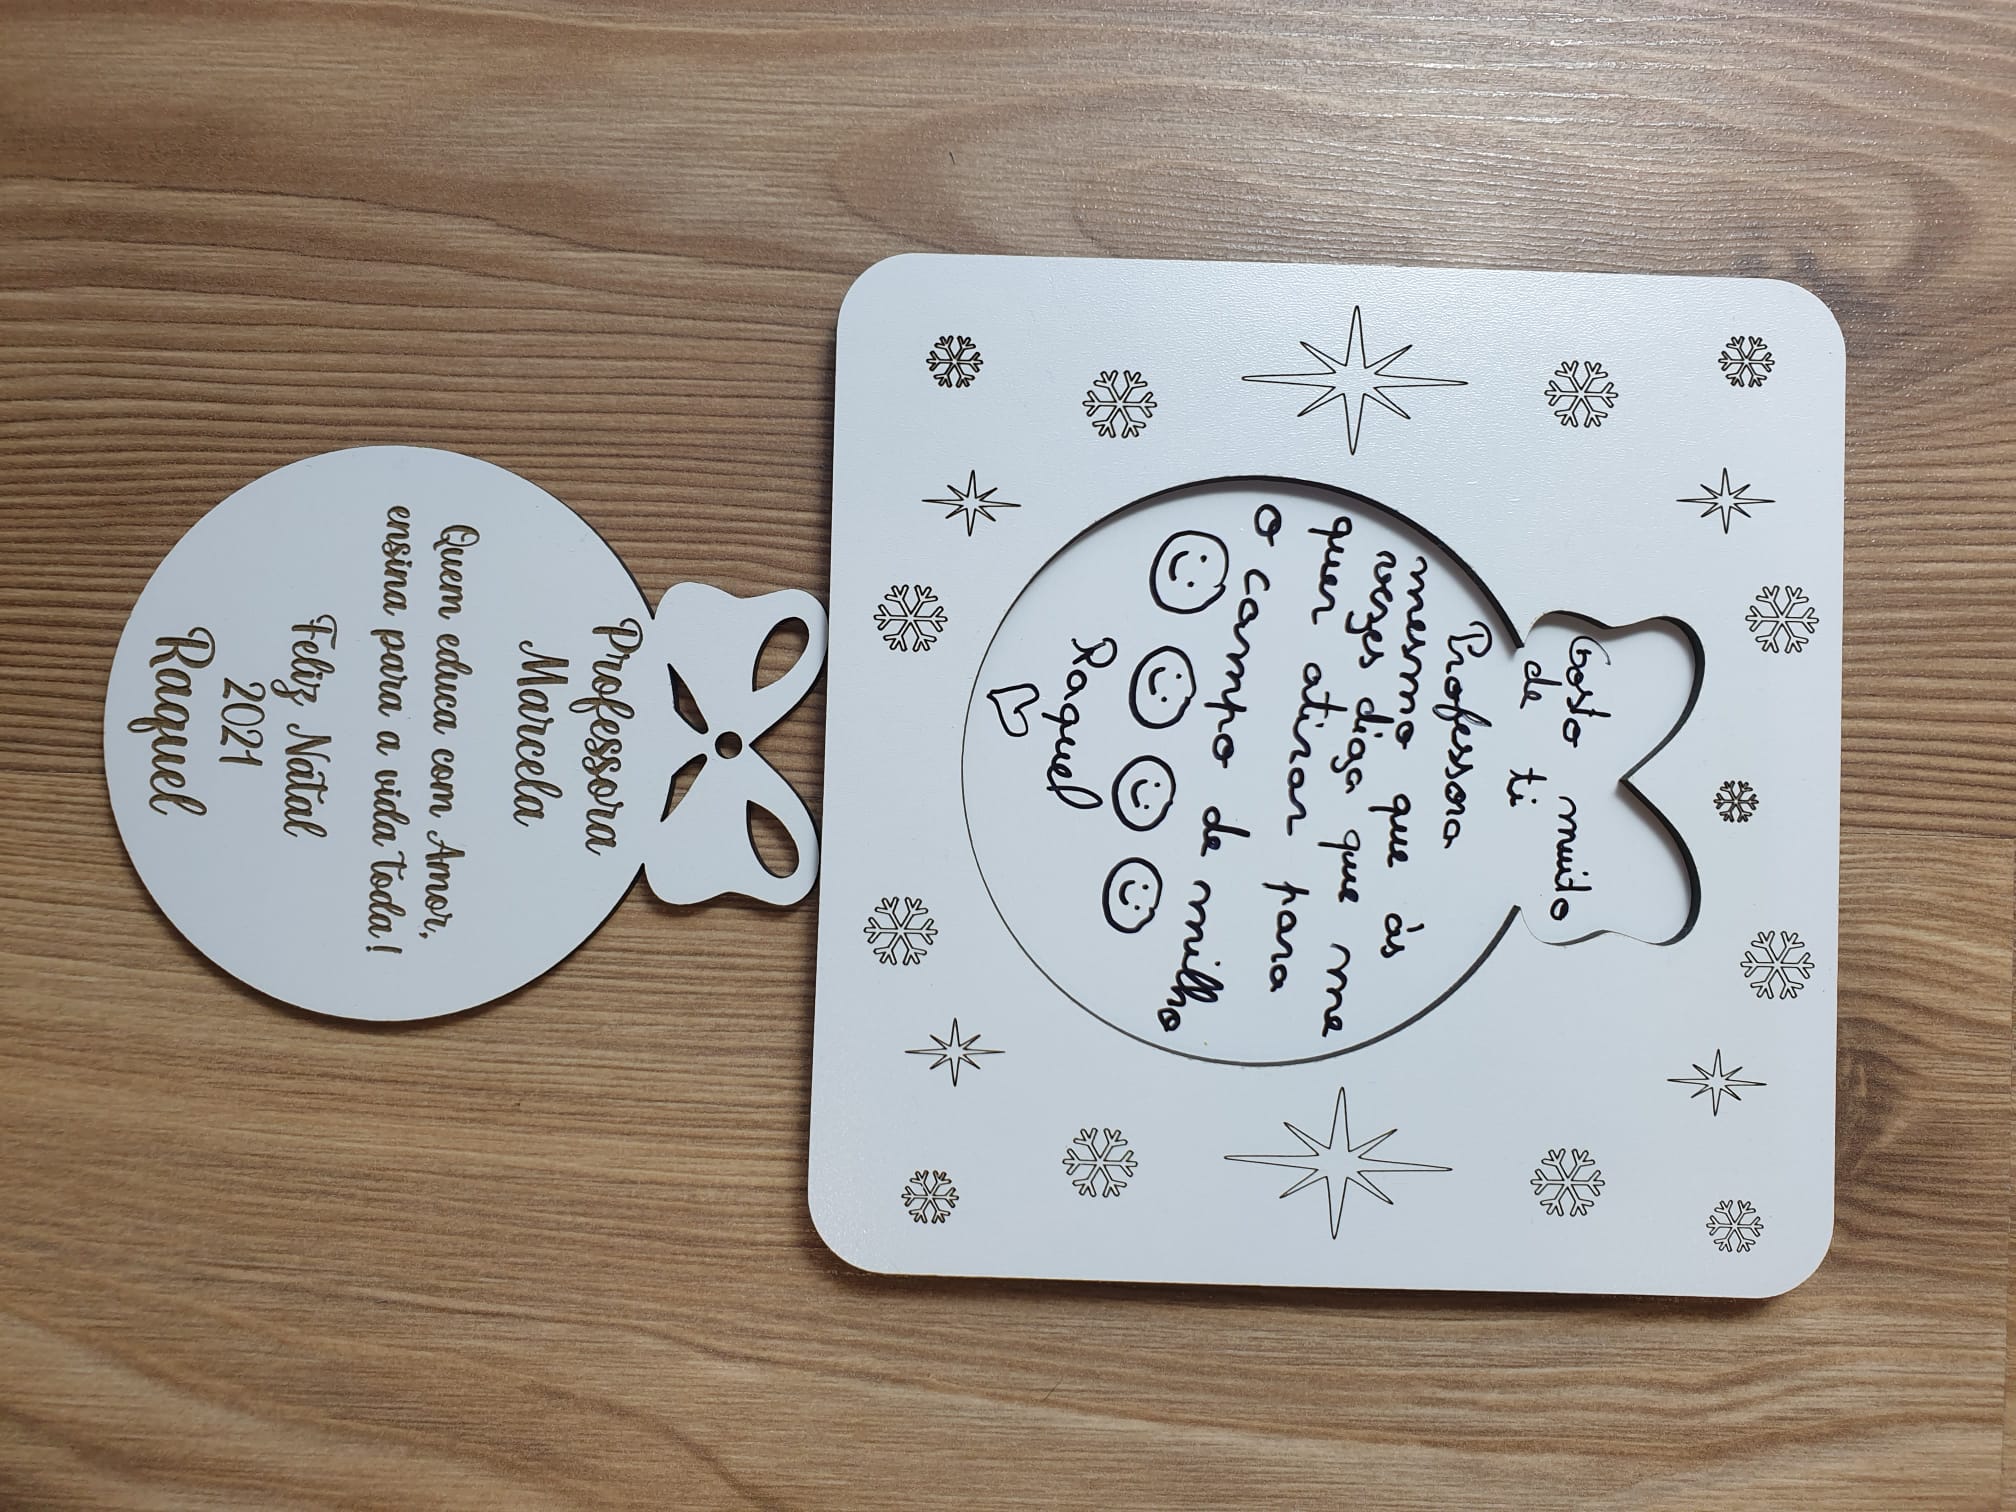 Gosto muito
de ti
Professora
mesmo que às
vezes diga que me
quer atirar para
o campo de milho
Raquel
Professora
Marcela
Quem educa com Amor,
ensina para a vida toda!
Feliz Natal
2021
Raquel